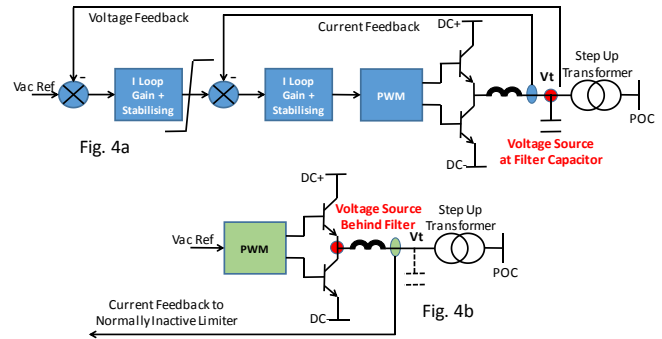 Voltage Feedback
Current Feedback
DC+
Vac Ref
-
I Loop
Gain +
Stabilising
-
I Loop
Gain +
Stabilising
PWM
Vt
Step Up
Transformer
POC
DC-
Voltage Source
at Filter Capacitor
Fig. 4a
DC+
Vac Ref
PWM
Voltage Source
Behind Filter
Vt
Step Up
Transformer
POC
DC-
Current Feedback to
Normally Inactive Limiter
Fig. 4b